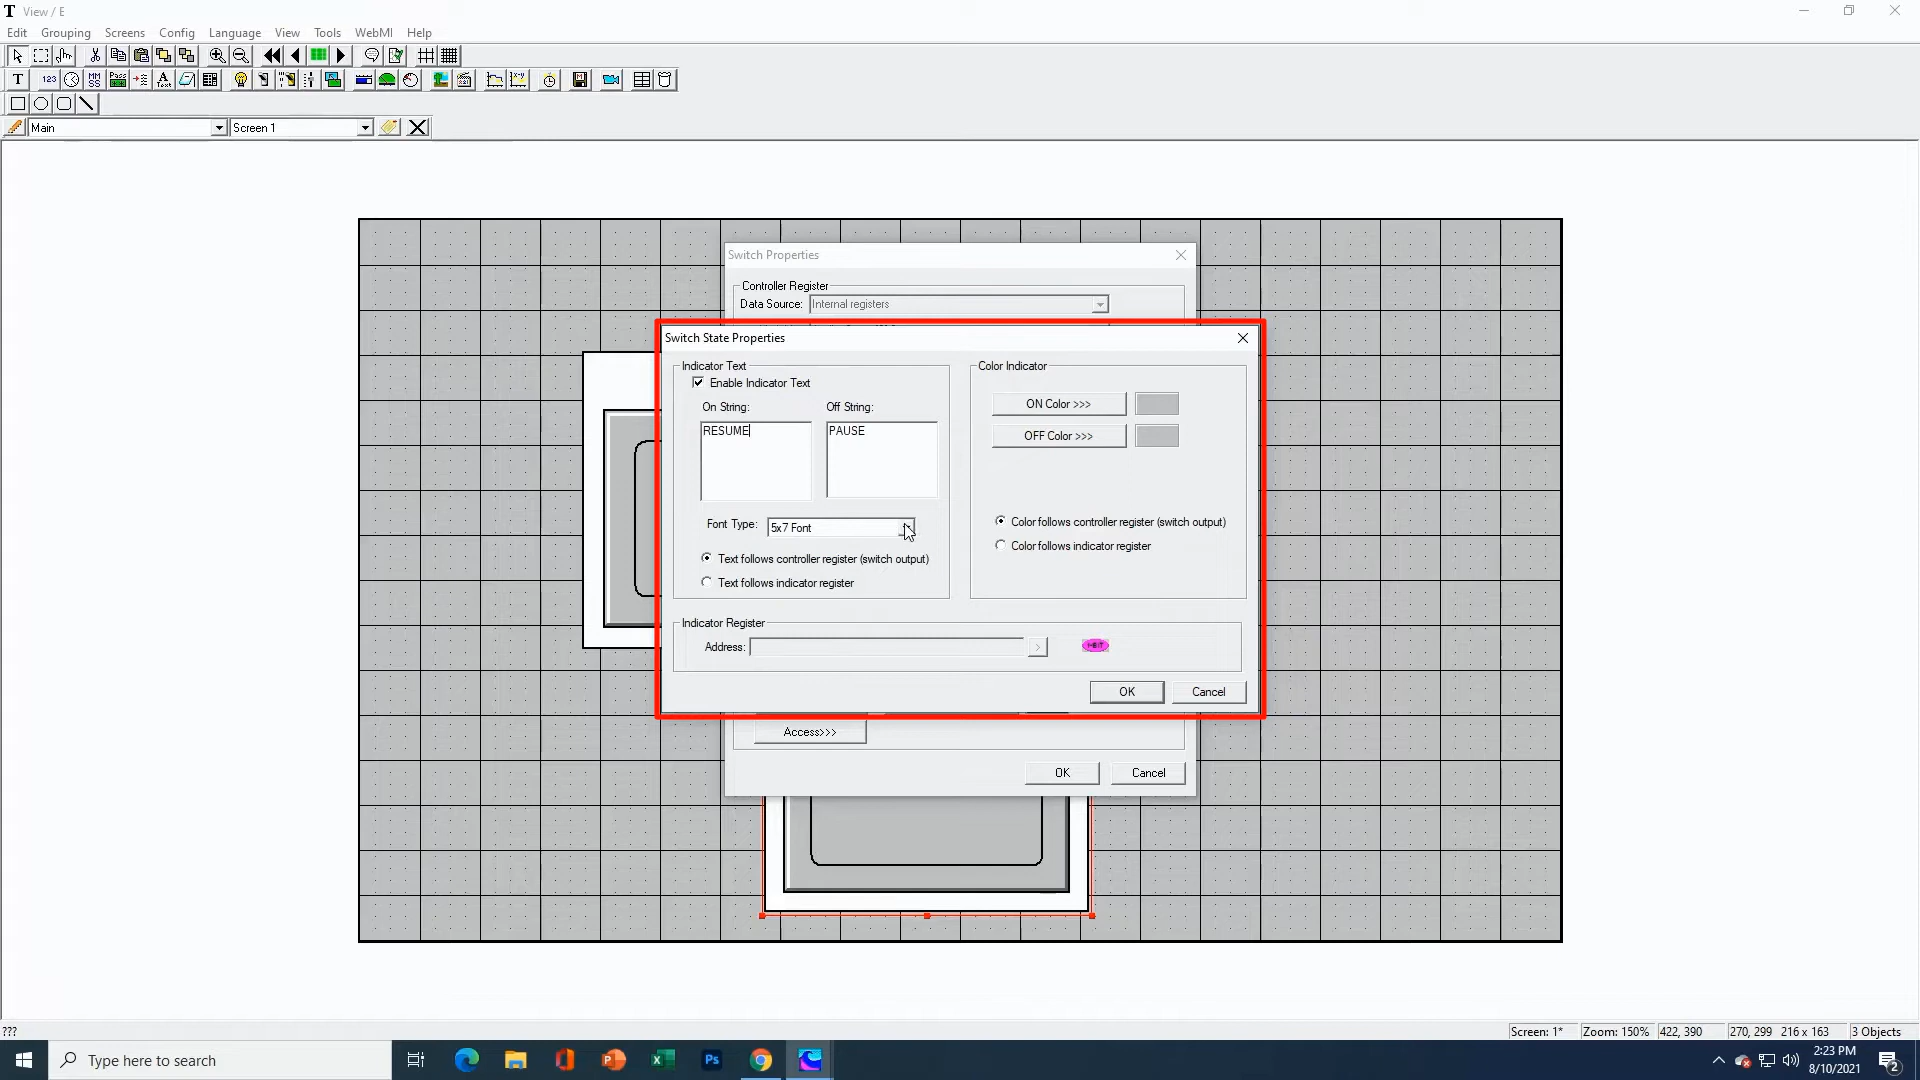 T View / E
Edit Grouping Screens Config Language View Tools WebMI Help
Main Screen 1
Switch Properties
Controller Register
Data Source: Internal registers
Switch State Properties
Indicator Text
Enable Indicator Text
On String: Off String:
RESUME PAUSE
Font Type: 5x7 Font
Text follows controller register (switch output)
Text follows indicator register
Color Indicator
ON Color >>>
OFF Color >>>
Color follows controller register (switch output)
Color follows indicator register
Indicator Register
Address: >
OK Cancel
Access>>>
OK Cancel
??? Screen: 1* Zoom: 150% 422, 390 270, 299 216 x 163 3 Objects
Type here to search
2:23 PM
8/10/2021
2